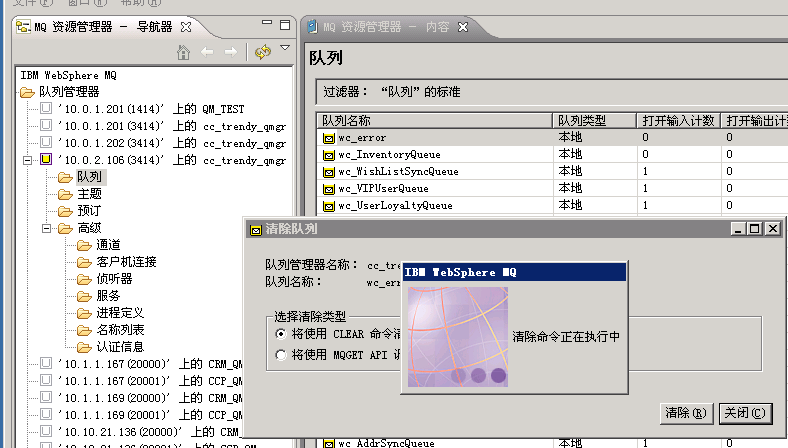 MQ 资源管理器 - 导航器
IBM WebSphere MQ
队列管理器
'10.0.1.201(1414)' 上的 QM_TEST
'10.0.1.201(3414)' 上的 cc_trendy_qmgr
'10.0.1.202(3414)' 上的 cc_trendy_qmgr
'10.0.2.106(3414)' 上的 cc_trendy_qmgr
队列
主题
预订
高级
通道
客户机连接
侦听器
服务
进程定义
名称列表
认证信息
'10.1.1.167(20000)' 上的 CRM_QM
'10.1.1.167(20001)' 上的 CCP_QM
'10.1.1.169(20000)' 上的 CRM_QM
'10.1.1.169(20001)' 上的 CCP_QM
'10.10.21.136(20000)' 上的 CRM_
MQ 资源管理器 - 内容
队列
过滤器: “队列”的标准
队列名称 队列类型 打开输入计数 打开输出计
wc_error 本地 0 0
wc_InventoryQueue 本地 0 0
wc_WishListSyncQueue 本地 1 0
wc_VIPUserQueue 本地 1 0
wc_UserLoyaltyQueue 本地 1 0
清除队列
队列管理器名称: cc_tre
队列名称: wc_err
选择清除类型
将使用 CLEAR 命令
将使用 MQGET API
IBM WebSphere MQ
清除命令正在执行中
清除(R) 关闭(C)
wc_AddrSyncQueue 本地 1 0